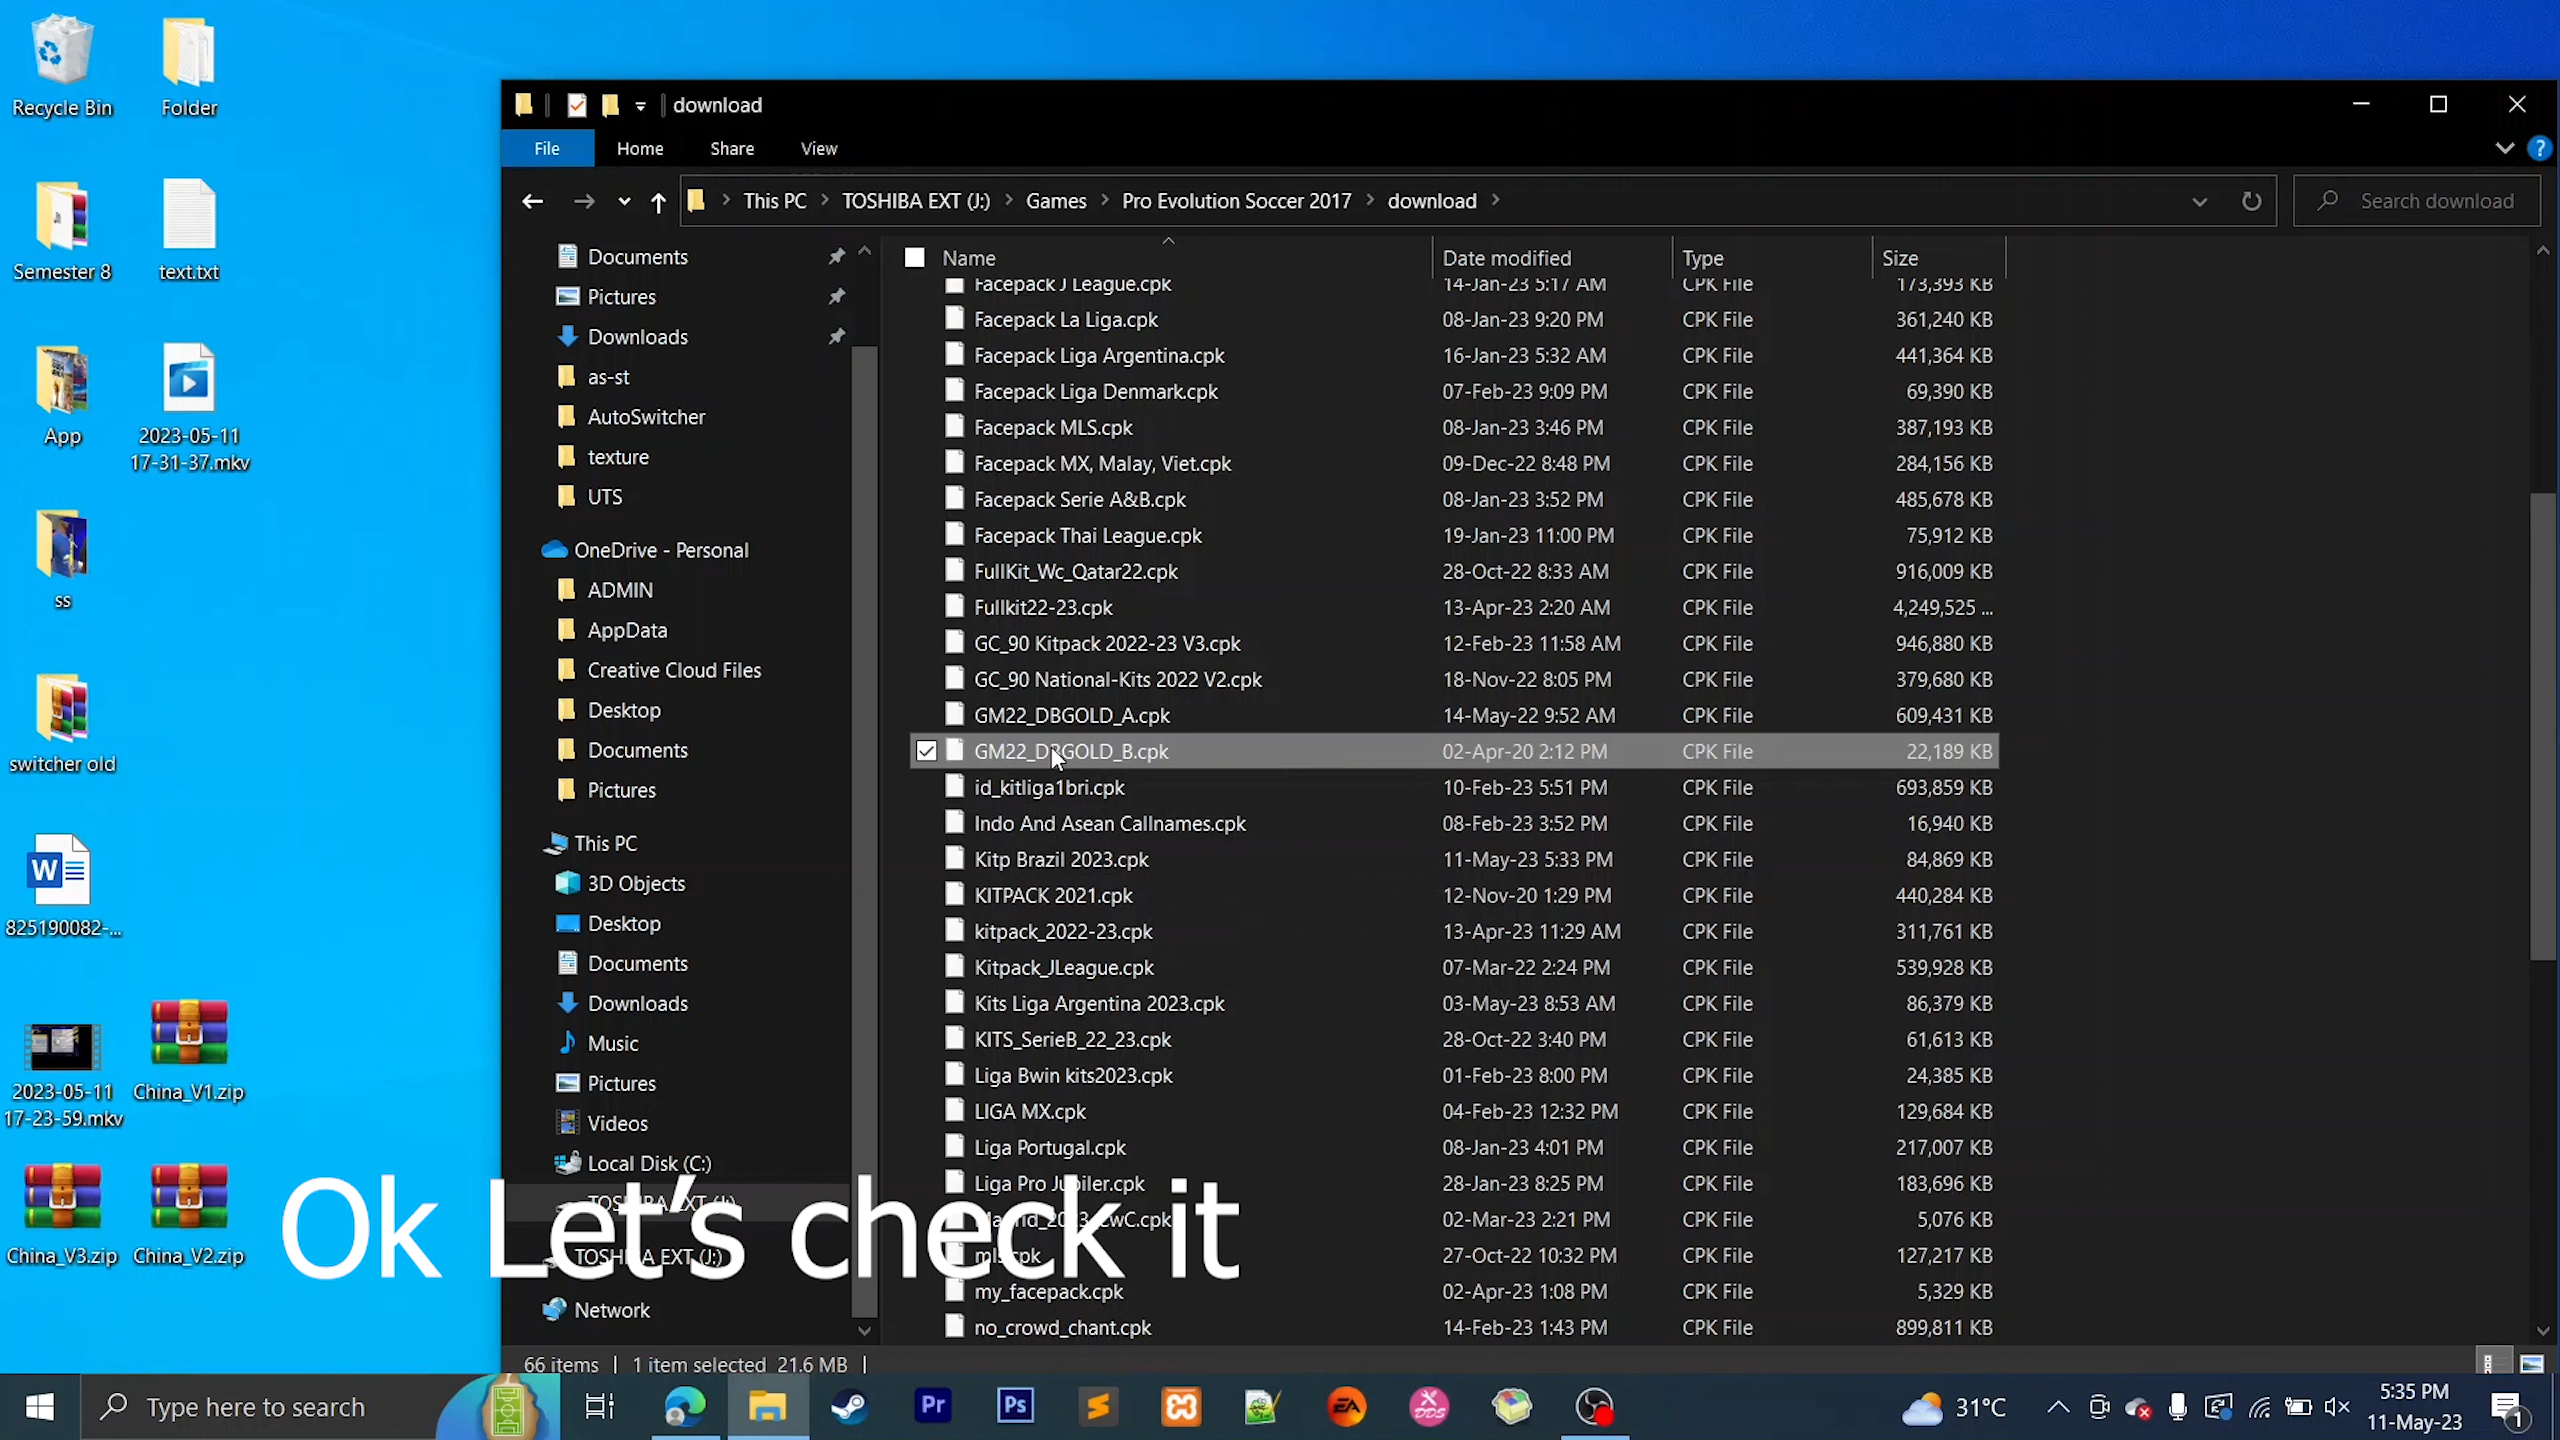 Recycle Bin
Folder
Semester 8
text.txt
App
2023-05-11
17-31-37.mkv
ss
switcher old
825190082-...
2023-05-11
17-23-59.mkv
China_V1.zip
China_V3.zip
China_V2.zip
download
File Home Share View
This PC > TOSHIBA EXT (J:) > Games > Pro Evolution Soccer 2017 > download >
Search download
Documents
Pictures
Downloads
as-st
AutoSwitcher
texture
UTS
OneDrive - Personal
ADMIN
AppData
Creative Cloud Files
Desktop
Documents
Pictures
This PC
3D Objects
Desktop
Documents
Downloads
Music
Pictures
Videos
Local Disk (C:)
TOSHIBA EXT (J:)
TOSHIBA EXT (J:)
Network
Name Date modified Type Size
Facepack J League.cpk 14-Jan-23 5:17 AM CPK File 173,393 KB
Facepack La Liga.cpk 08-Jan-23 9:20 PM CPK File 361,240 KB
Facepack Liga Argentina.cpk 16-Jan-23 5:32 AM CPK File 441,364 KB
Facepack Liga Denmark.cpk 07-Feb-23 9:09 PM CPK File 69,390 KB
Facepack MLS.cpk 08-Jan-23 3:46 PM CPK File 387,193 KB
Facepack MX, Malay, Viet.cpk 09-Dec-22 8:48 PM CPK File 284,156 KB
Facepack Serie A&B.cpk 08-Jan-23 3:52 PM CPK File 485,678 KB
Facepack Thai League.cpk 19-Jan-23 11:00 PM CPK File 75,912 KB
FullKit_Wc_Qatar22.cpk 28-Oct-22 8:33 AM CPK File 916,009 KB
Fullkit22-23.cpk 13-Apr-23 2:20 AM CPK File 4,249,525 ...
GC_90 Kitpack 2022-23 V3.cpk 12-Feb-23 11:58 AM CPK File 946,880 KB
GC_90 National-Kits 2022 V2.cpk 18-Nov-22 8:05 PM CPK File 379,680 KB
GM22_DBGOLD_A.cpk 14-May-22 9:52 AM CPK File 609,431 KB
GM22_DBGOLD_B.cpk 02-Apr-20 2:12 PM CPK File 22,189 KB
id_kitliga1bri.cpk 10-Feb-23 5:51 PM CPK File 693,859 KB
Indo And Asean Callnames.cpk 08-Feb-23 3:52 PM CPK File 16,940 KB
Kitp Brazil 2023.cpk 11-May-23 5:33 PM CPK File 84,869 KB
KITPACK 2021.cpk 12-Nov-20 1:29 PM CPK File 440,284 KB
kitpack_2022-23.cpk 13-Apr-23 11:29 AM CPK File 311,761 KB
Kitpack_JLeague.cpk 07-Mar-22 2:24 PM CPK File 539,928 KB
Kits Liga Argentina 2023.cpk 03-May-23 8:53 AM CPK File 86,379 KB
KITS_SerieB_22_23.cpk 28-Oct-22 3:40 PM CPK File 61,613 KB
Liga Bwin kits2023.cpk 01-Feb-23 8:00 PM CPK File 24,385 KB
LIGA MX.cpk 04-Feb-23 12:32 PM CPK File 129,684 KB
Liga Portugal.cpk 08-Jan-23 4:01 PM CPK File 217,007 KB
Liga Pro Jupiler.cpk 28-Jan-23 8:25 PM CPK File 183,696 KB
02-Mar-23 2:21 PM CPK File 5,076 KB
mls.cpk 27-Oct-22 10:32 PM CPK File 127,217 KB
my_facepack.cpk 02-Apr-23 1:08 PM CPK File 5,329 KB
no_crowd_chant.cpk 14-Feb-23 1:43 PM CPK File 899,811 KB
Ok Let's check it
66 items | 1 item selected 21.6 MB |
Type here to search
Pr
Ps
EA
DDS
31°C
5:35 PM
11-May-23
1